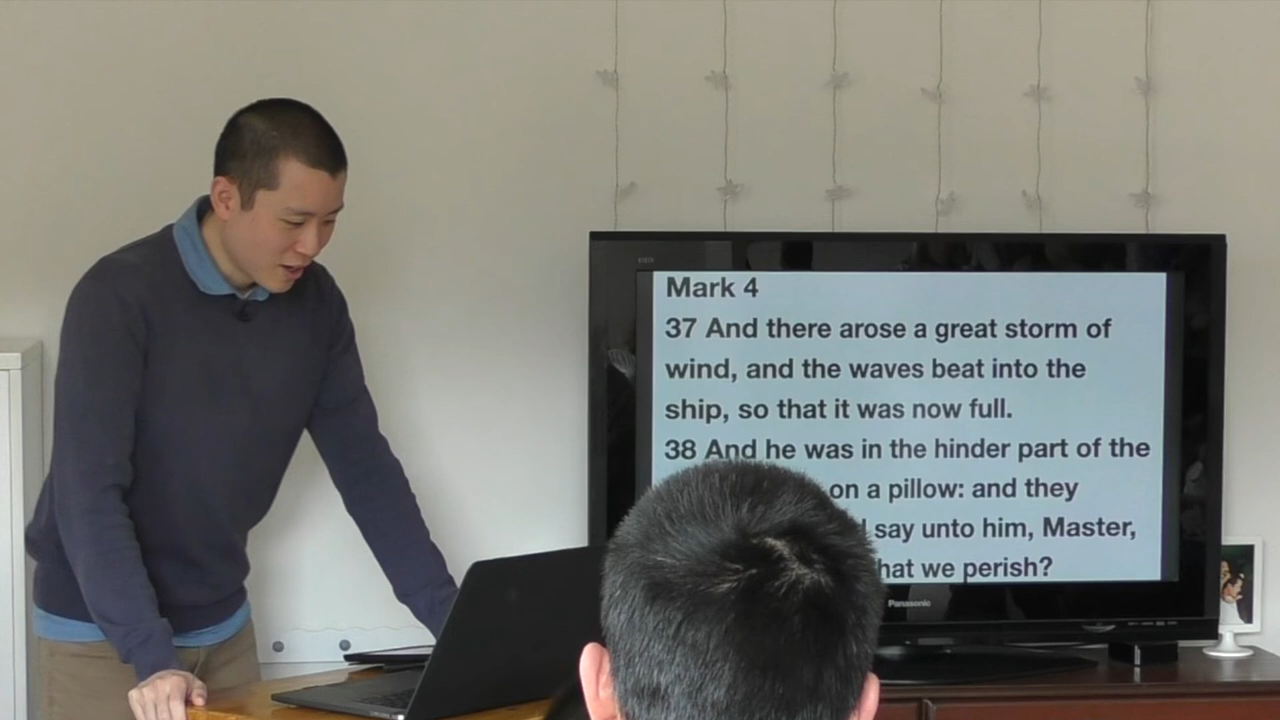 Mark 4
37 And there arose a great storm of
wind, and the waves beat into the
ship, so that it was now full.
38 And he was in the hinder part of the
on a pillow: and they
say unto him, Master,
we perish?
Panasonic